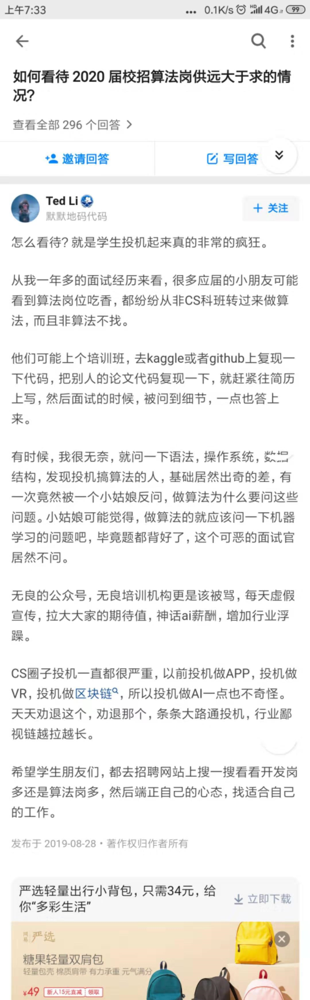 上午7:33
... 0.1K/s HD 4G 99
如何看待 2020 届校招算法岗供远大于求的情
况?
查看全部 296 个回答 >
邀请回答
写回答
Ted Li
默默地码代码
+ 关注
怎么看待? 就是学生投机起来真的非常的疯狂。
从我一年多的面试经历来看, 很多应届的小朋友可能
看到算法岗位吃香, 都纷纷从非CS科班转过来做算
法, 而且非算法不找。
他们可能上个培训班, 去kaggle或者github上复现一
下代码, 把别人的论文代码复现一下, 就赶紧往简历
上写, 然后面试的时候, 被问到细节, 一点也答上
来。
有时候, 我很无奈, 就问一下语法, 操作系统, 数据
结构, 发现投机搞算法的人, 基础居然出奇的差, 有
一次竟然被一个小姑娘反问, 做算法为什么要问这些
问题。小姑娘可能觉得, 做算法的就应该问一下机器
学习的问题吧, 毕竟题都背好了, 这个可恶的面试官
居然不问。
无良的公众号, 无良培训机构更是该被骂, 每天虚假
宣传, 拉大大家的期待值, 神话ai薪酬, 增加行业浮
躁。
CS圈子投机一直都很严重, 以前投机做APP, 投机做
VR, 投机做区块链, 所以投机做AI一点也不奇怪。
天天劝退这个, 劝退那个, 条条大路通投机, 行业鄙
视链越拉越长。
希望学生朋友们, 都去招聘网站上搜一搜看看开发岗
多还是算法岗多, 然后端正自己的心态, 找适合自己
的工作。
发布于 2019-08-28 · 著作权归作者所有
严选轻量出行小背包, 只需34元, 给
你“多彩生活”
立即下载
网易 严选
糖果轻量双肩包
轻量包壳 棉质肩带 有力承重 元气满分
¥49 新人15元直减 领取